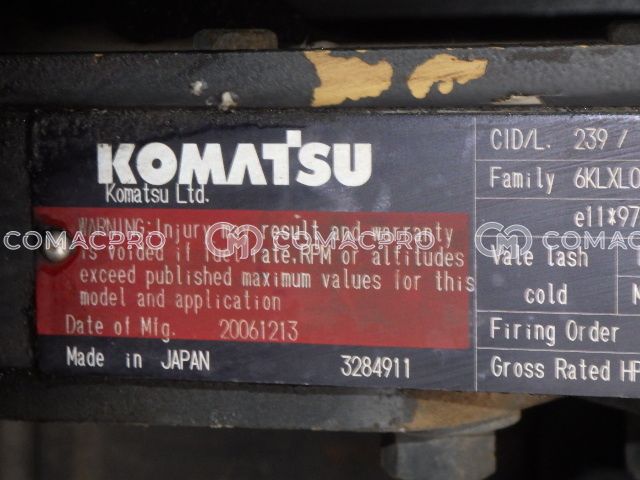 KOMATSU
Komatsu Ltd.
WARNING:Injury may result and warranty
is voided if fuel rate.RPM or altitudes
exceed published maximum values for this
model and application
Date of Mfg. 20061213
Made in JAPAN 3284911
CID/L. 239 /
Family 6KLXL0
e11*97
Vale lash
cold
Firing Order
Gross Rated HP
COMACPRO COMACPRO COMACPRO